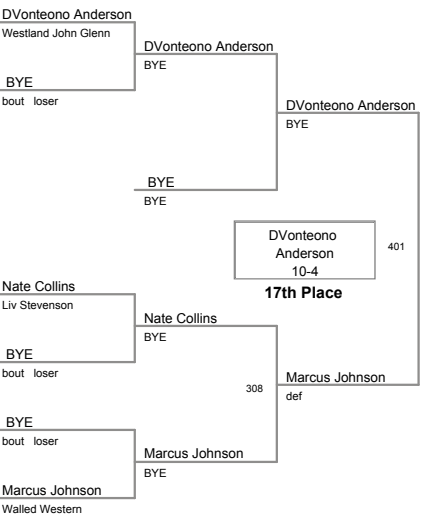 DVonteono Anderson
Westland John Glenn
DVonteono Anderson
BYE
BYE
bout loser
DVonteono Anderson
BYE
BYE
BYE
DVonteono
Anderson
10-4
401
17th Place
Nate Collins
Liv Stevenson
Nate Collins
BYE
BYE
bout loser
Marcus Johnson
308
def
BYE
bout loser
Marcus Johnson
BYE
Marcus Johnson
Walled Western